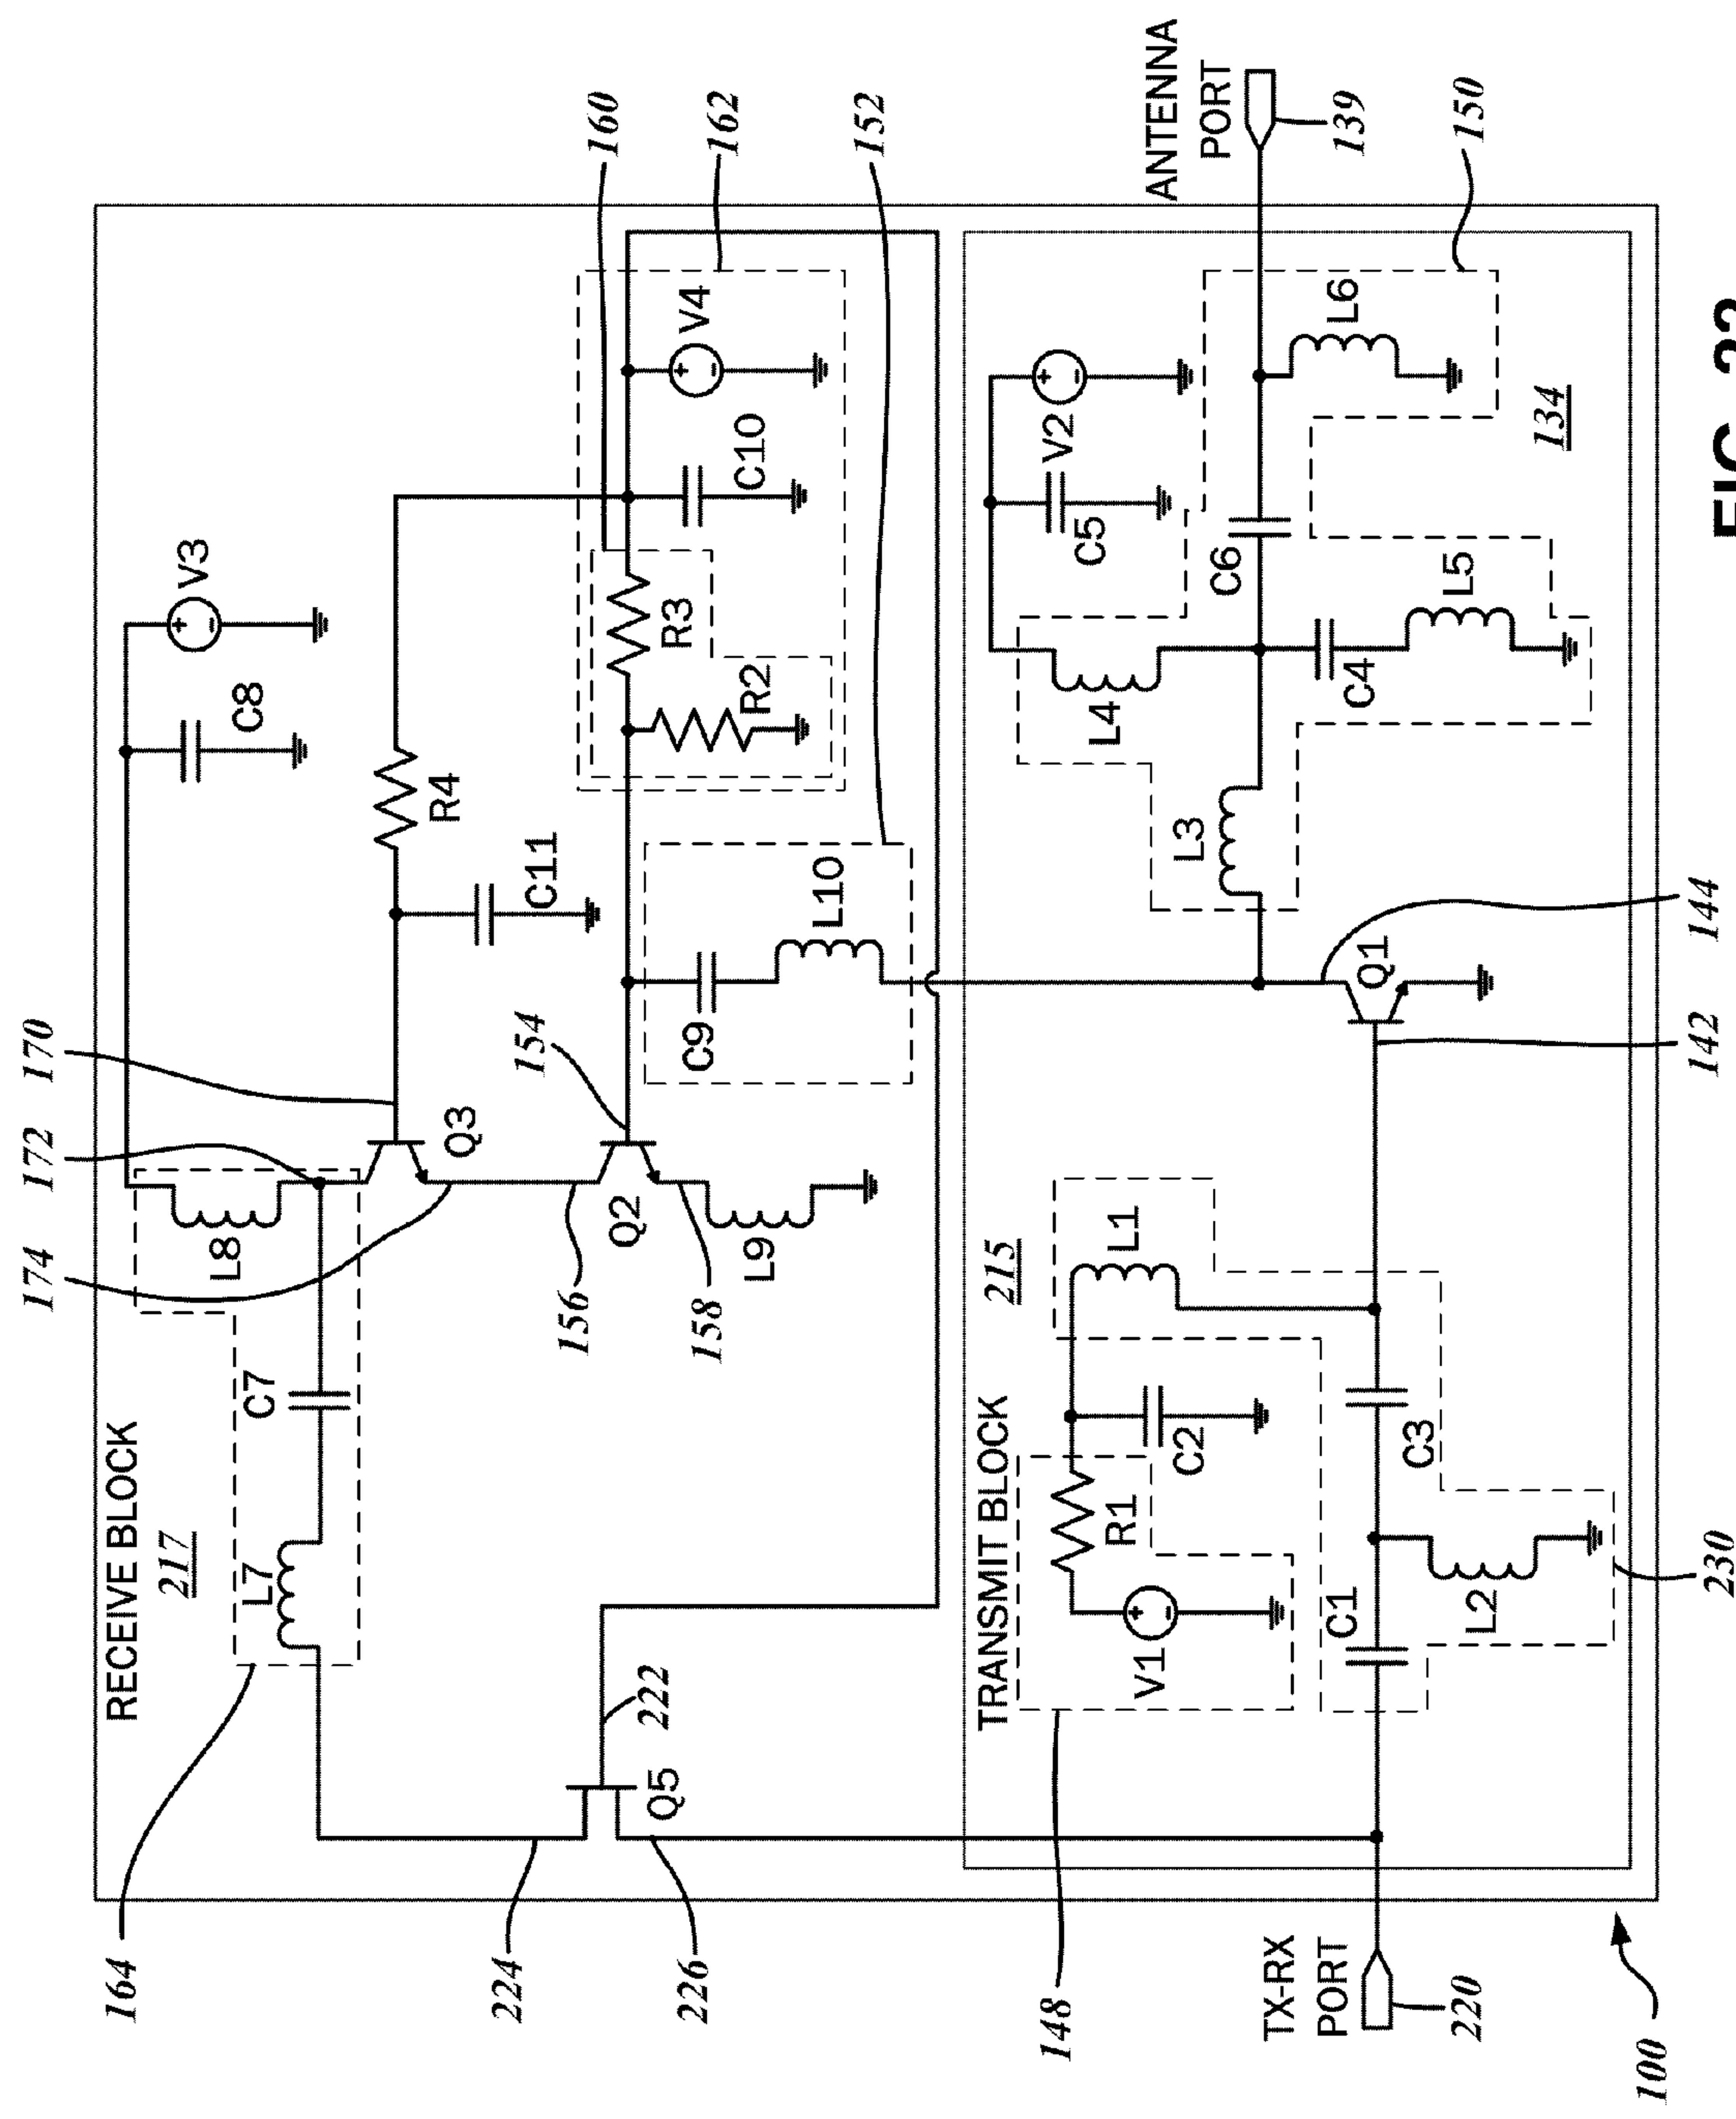 174
172
170
RECEIVE BLOCK
217
164
L8
C7
L7
C8
V3
R4
C11
Q3
154
Q2
156
158
L9
160
162
152
R3
R2
C10
V4
C9
L10
222
Q5
224
226
TRANSMIT BLOCK
215
148
V1
R1
C2
L1
C1
L2
C3
230
TX-RX
PORT
220
100
L3
L4
C5
V2
C6
C4
L5
L6
134
ANTENNA
PORT
139
150
Q1
142
144
FIG.